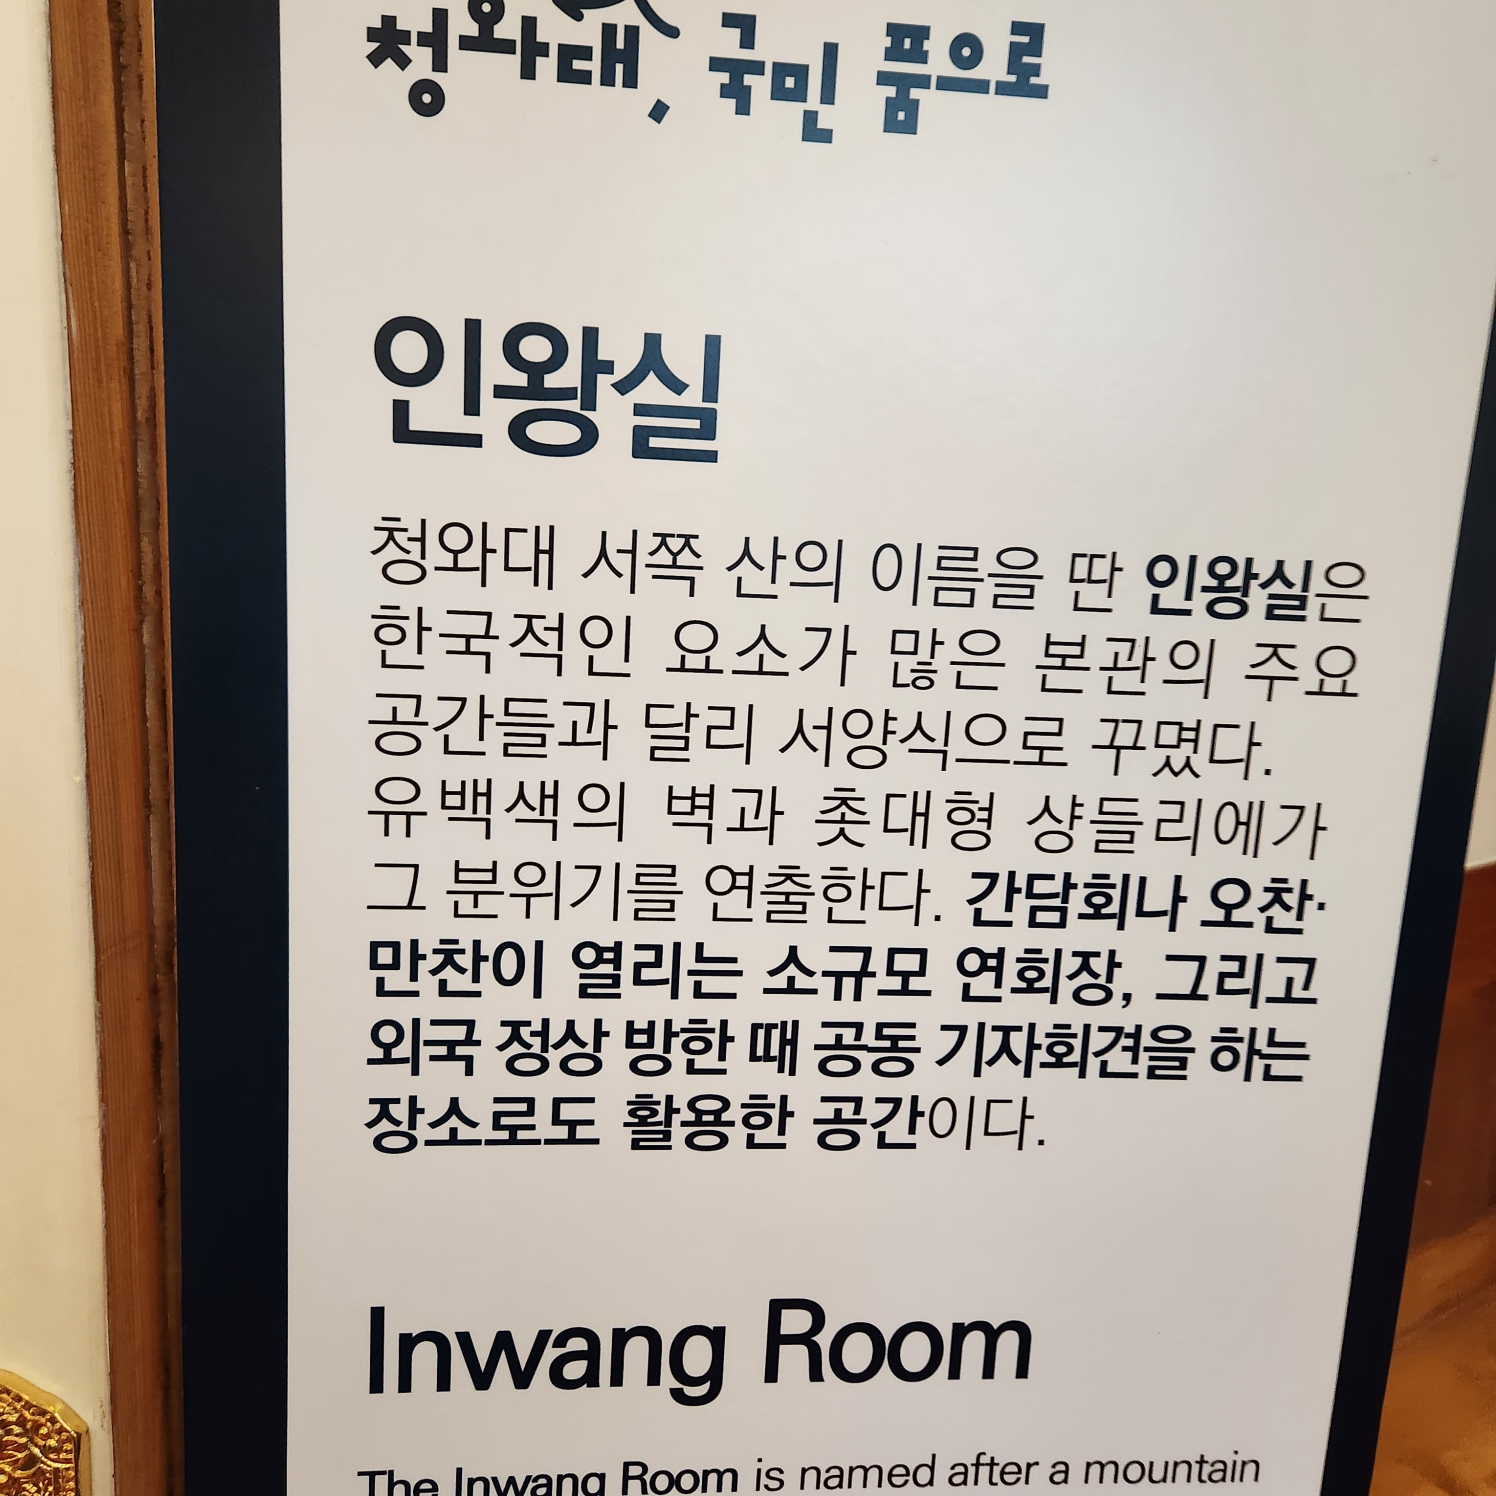 청와대, 국민 품으로
인왕실
청와대 서쪽 산의 이름을 딴 인왕실은
한국적인 요소가 많은 본관의 주요
공간들과 달리 서양식으로 꾸몄다.
유백색의 벽과 촛대형 샹들리에가
그 분위기를 연출한다. 간담회나 오찬·
만찬이 열리는 소규모 연회장, 그리고
외국 정상 방한 때 공동 기자회견을 하는
장소로도 활용한 공간이다.
Inwang Room
The Inwang Room is named after a mountain